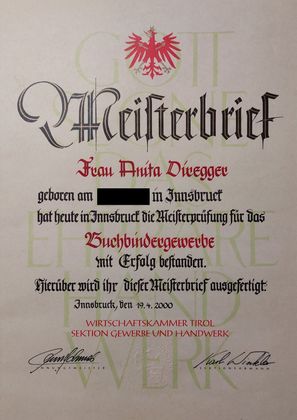 Meisterbrief
Frau Anita Diregger
geboren am in Innsbruck
hat heute in Innsbruck die Meisterprüfung für das
Buchbindergewerbe
mit Erfolg bestanden.
Hierüber wird ihr dieser Meisterbrief ausgefertigt.
Innsbruck, den 19.4.2000
WIRTSCHAFTSKAMMER TIROL
SEKTION GEWERBE UND HANDWERK